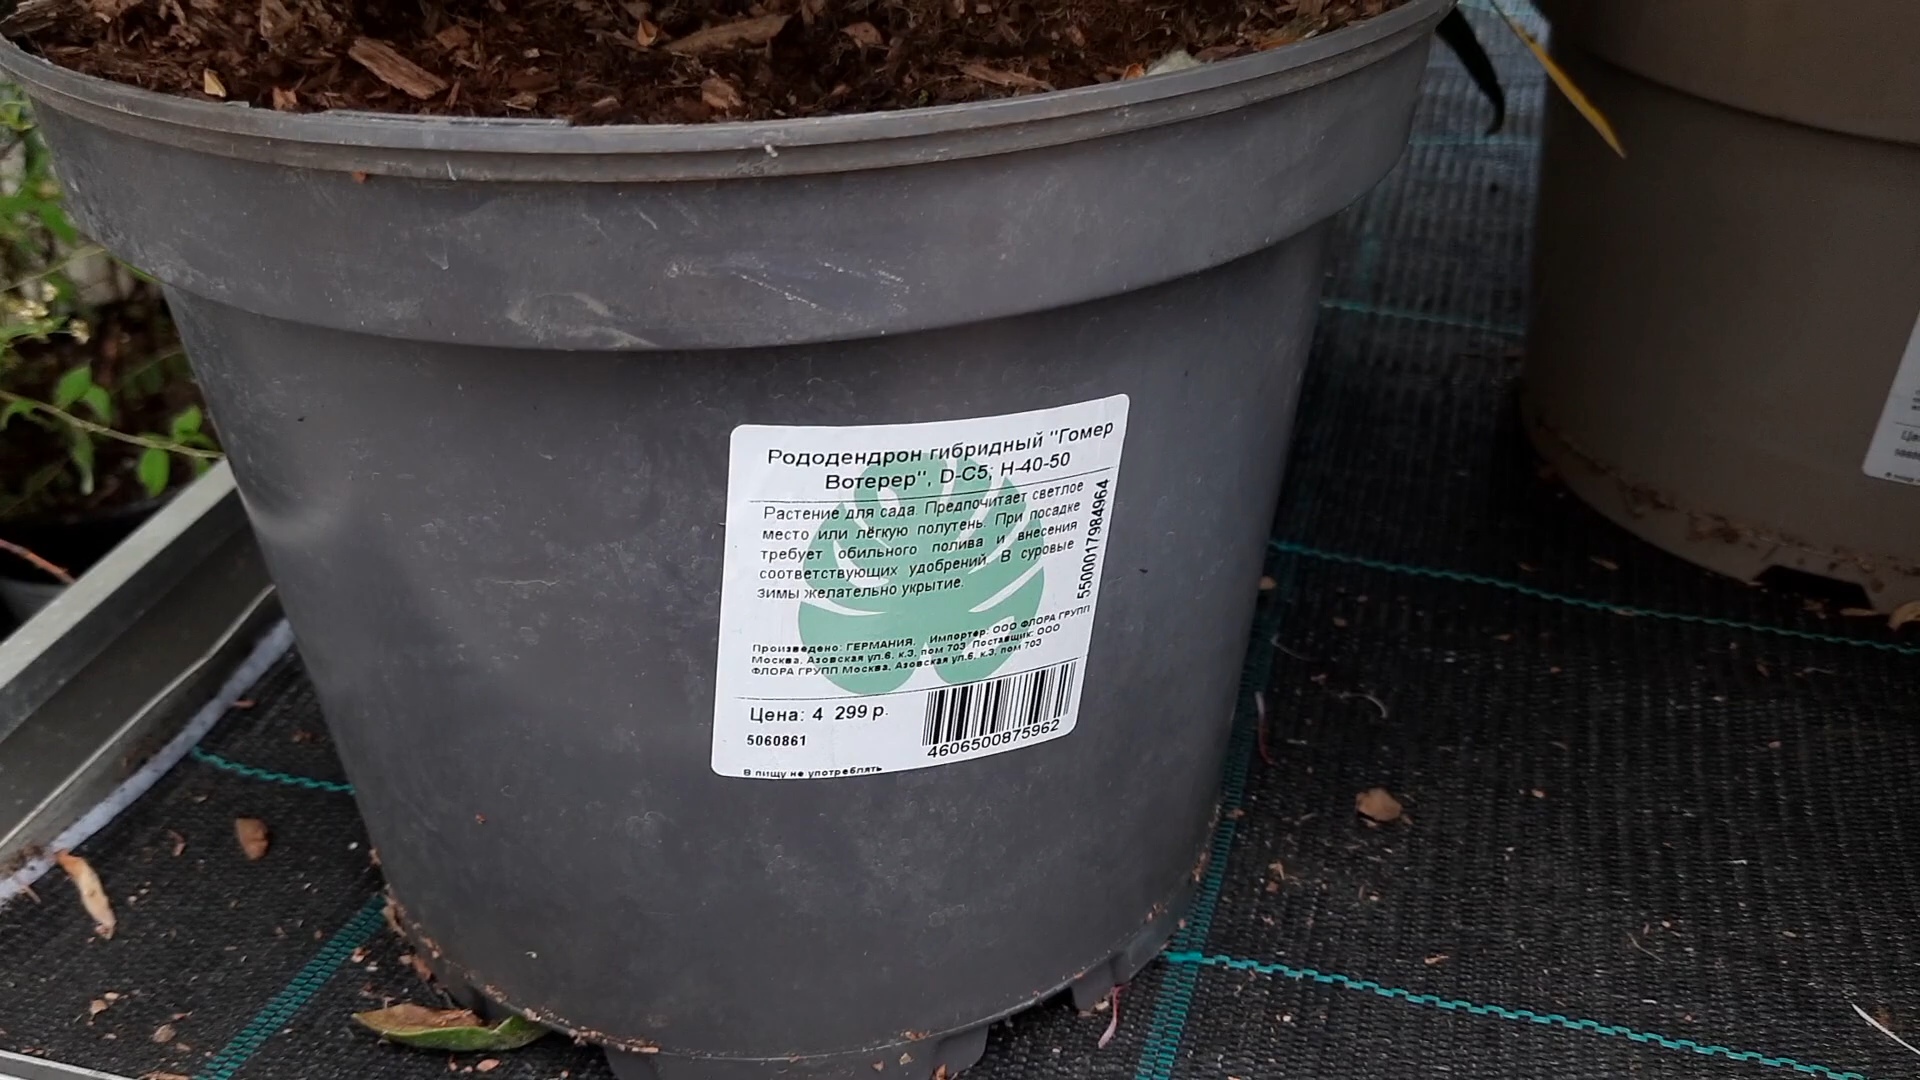 Рододендрон гибридный "Гомер
Вотерер", D-C5; H-40-50
Растение для сада. Предпочитает светлое
место или лёгкую полутень. При посадке
требует обильного полива и внесения
соответствующих удобрений. В суровые
зимы желательно укрытие.
5500017984964
Произведено: ГЕРМАНИЯ. Импортер: ООО ФЛОРА ГРУПП
Москва, Азовская ул.6, к.3, пом 703 Поставщик: ООО
ФЛОРА ГРУПП Москва, Азовская ул.6, к.3, пом 703
Цена: 4 299 р.
5060861
4606500875962
В пищу не употреблять